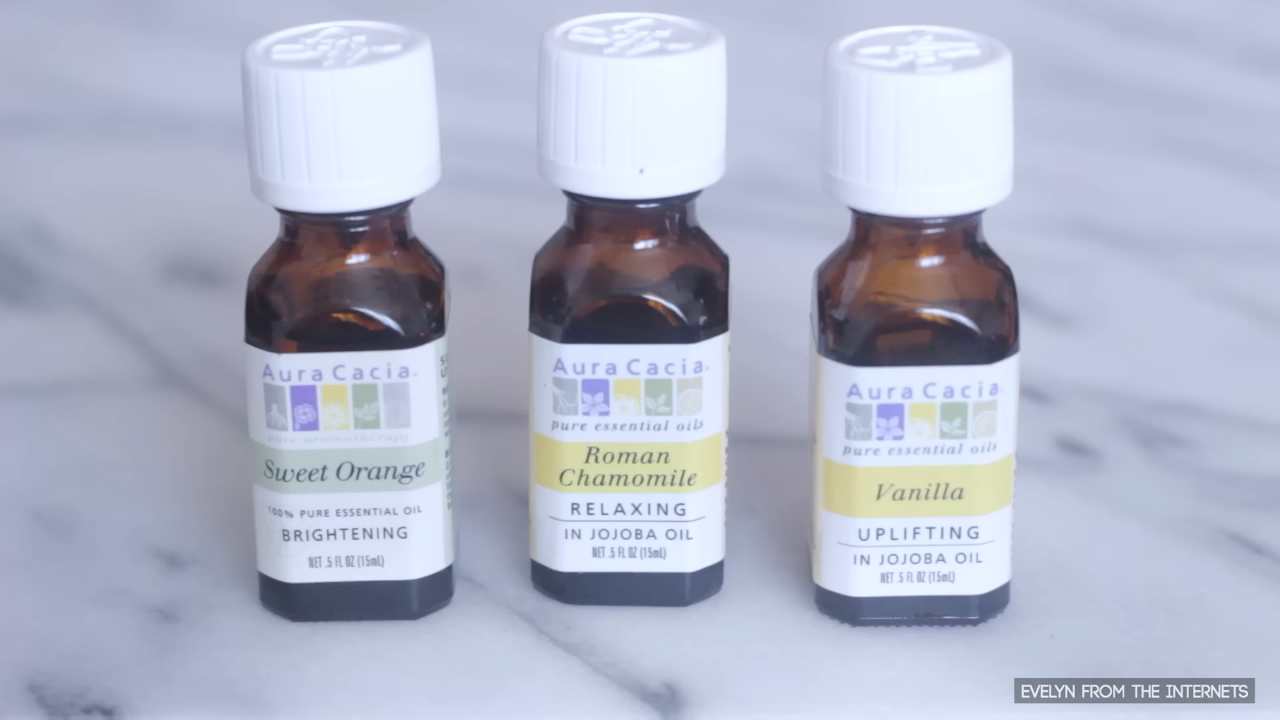 Aura Cacia
pure aromatherapy
Sweet Orange
100% PURE ESSENTIAL OIL
BRIGHTENING
NET .5 FL OZ (15mL)
Aura Cacia
pure essential oils
Roman
Chamomile
RELAXING
IN JOJOBA OIL
NET .5 FL OZ (15mL)
Aura Cacia
pure essential oils
Vanilla
UPLIFTING
IN JOJOBA OIL
NET .5 FL OZ (15mL)
EVELYN FROM THE INTERNETS